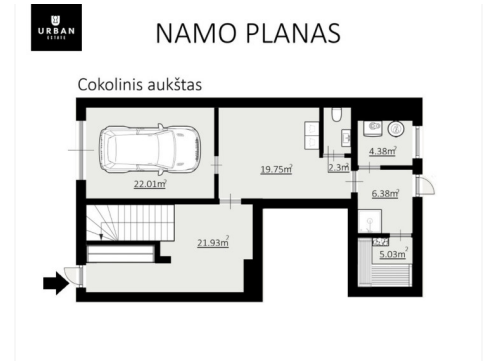 URBAN
ESTATE
NAMO PLANAS
Cokolinis aukštas
22.01m²
19.75m²
2.3m²
4.38m²
6.38m²
21.93m²
5.03m²